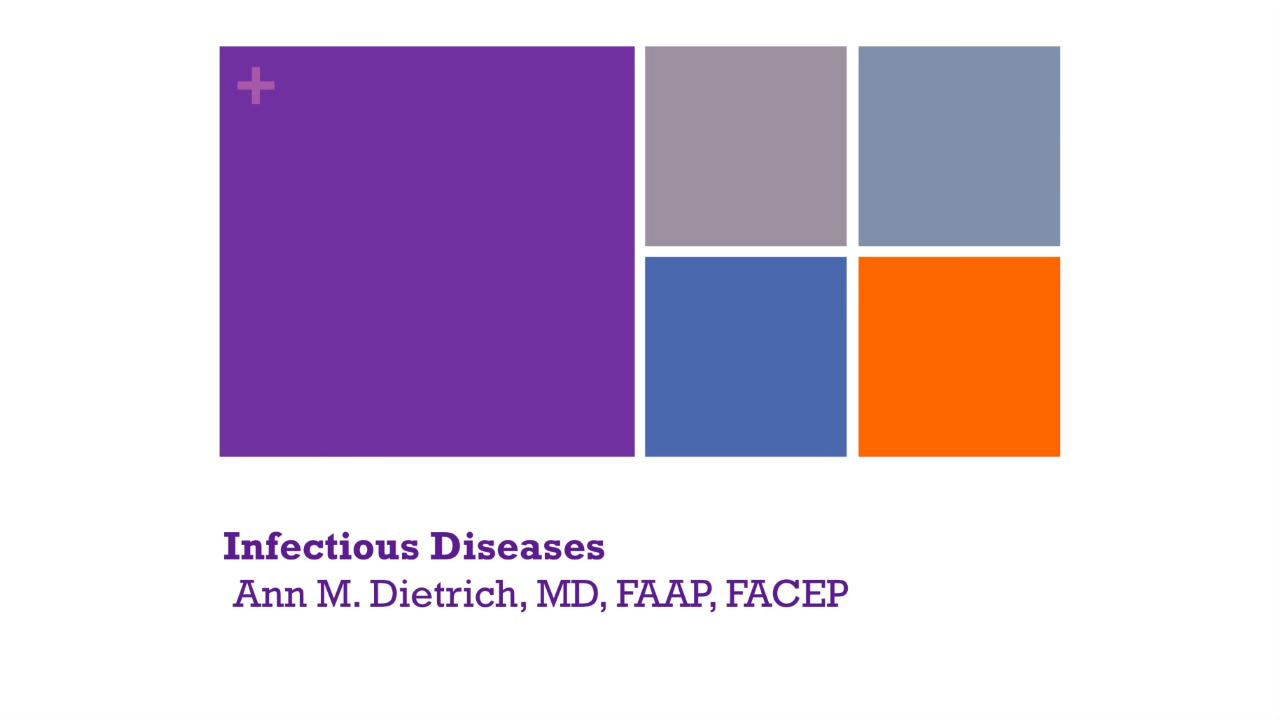 +
Infectious Diseases
Ann M. Dietrich, MD, FAAP, FACEP